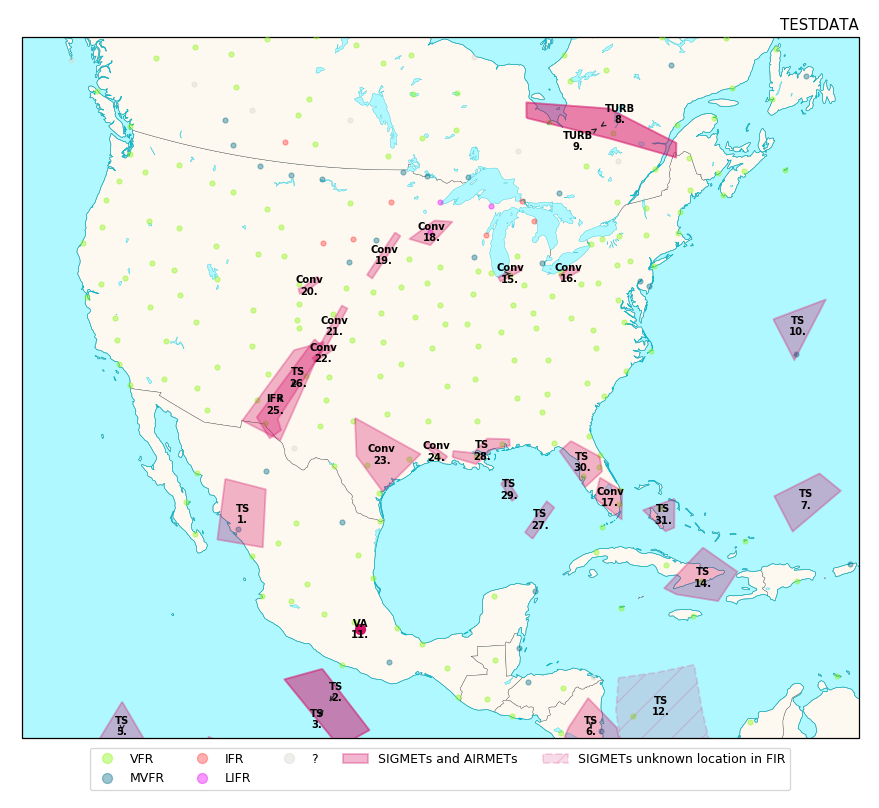 TESTDATA
TURB
8.
TURB
9.
Conv
18.
Conv
19.
Conv
15.
Conv
16.
Conv
20.
Conv
21.
TS
10.
Conv
22.
TS
26.
IFR
25.
Conv
23.
Conv
24.
TS
28.
TS
30.
TS
29.
Conv
17.
TS
7.
TS
1.
TS
27.
TS
31.
TS
14.
VA
11.
TS
2.
TS
3.
TS
12.
TS
5.
TS
6.
VFR
MVFR
IFR
LIFR
?
SIGMETs and AIRMETs
SIGMETs unknown location in FIR